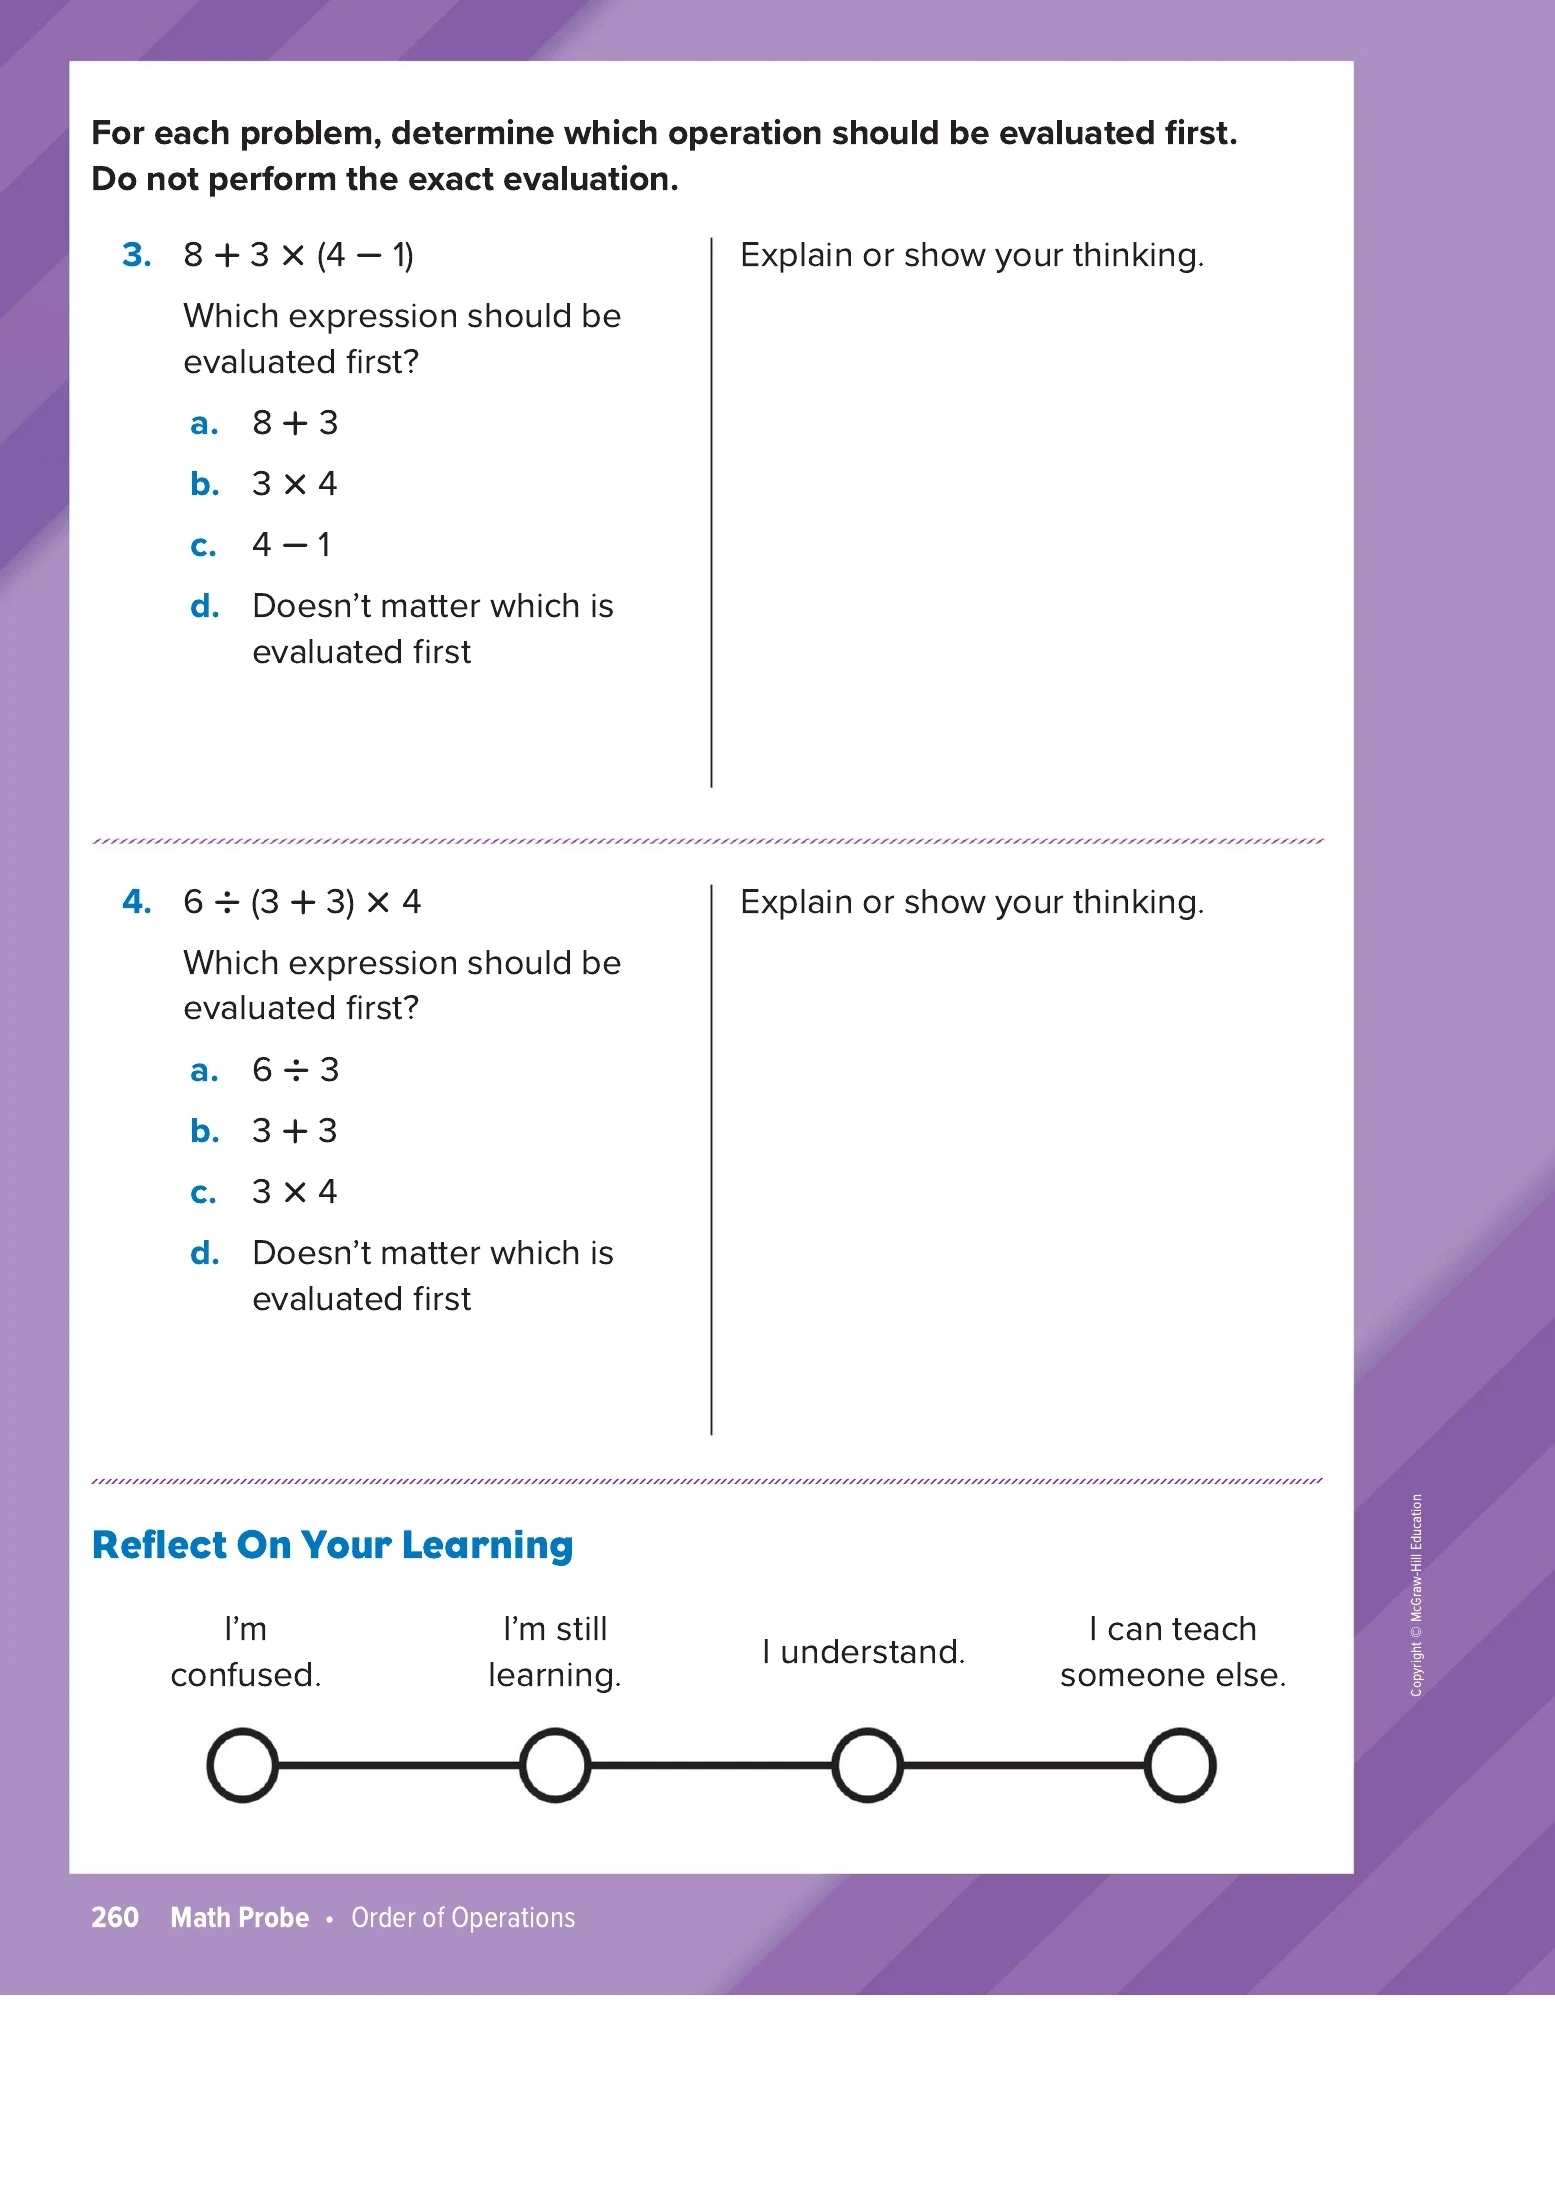 For each problem, determine which operation should be evaluated first.
Do not perform the exact evaluation.
3. 8 + 3 × (4 − 1)
Which expression should be
evaluated first?
a. 8 + 3
b. 3 × 4
c. 4 − 1
d. Doesn’t matter which is
evaluated first
Explain or show your thinking.
4. 6 ÷ (3 + 3) × 4
Which expression should be
evaluated first?
a. 6 ÷ 3
b. 3 + 3
c. 3 × 4
d. Doesn’t matter which is
evaluated first
Explain or show your thinking.
Reflect On Your Learning
I’m
confused.
I’m still
learning.
I understand.
I can teach
someone else.
Copyright © McGraw-Hill Education
260 Math Probe • Order of Operations